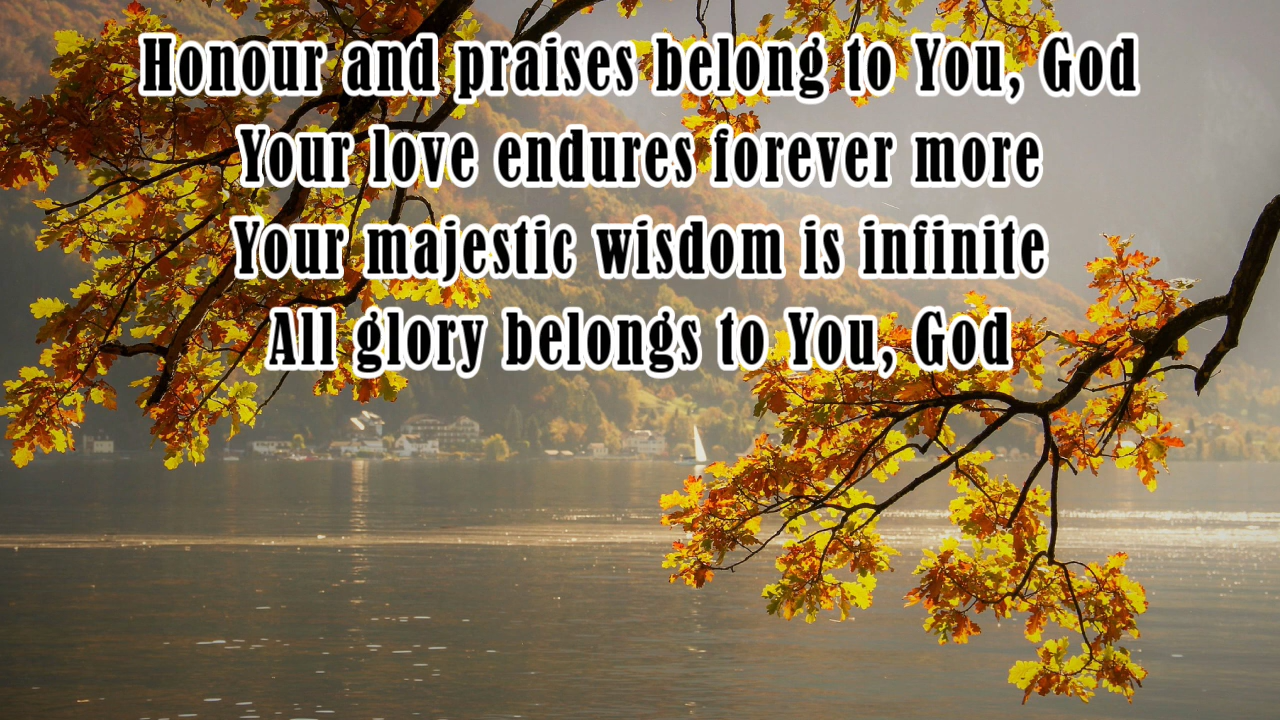 Honour and praises belong to You, God
Your love endures forever more
Your majestic wisdom is infinite
All glory belongs to You, God